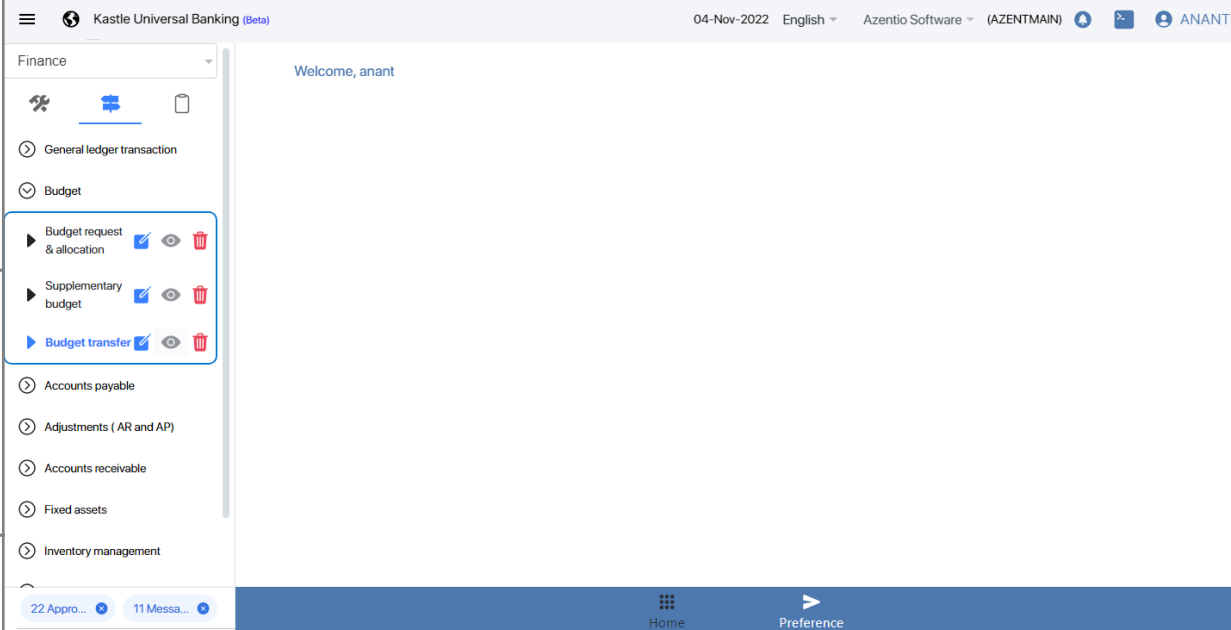 Kastle Universal Banking (Beta)
04-Nov-2022 English Azentio Software (AZENTMAIN) ANANT
Finance
Welcome, anant
General ledger transaction
Budget
Budget request
& allocation
Supplementary
budget
Budget transfer
Accounts payable
Adjustments ( AR and AP)
Accounts receivable
Fixed assets
Inventory management
22 Appro... 11 Messa...
Home
Preference